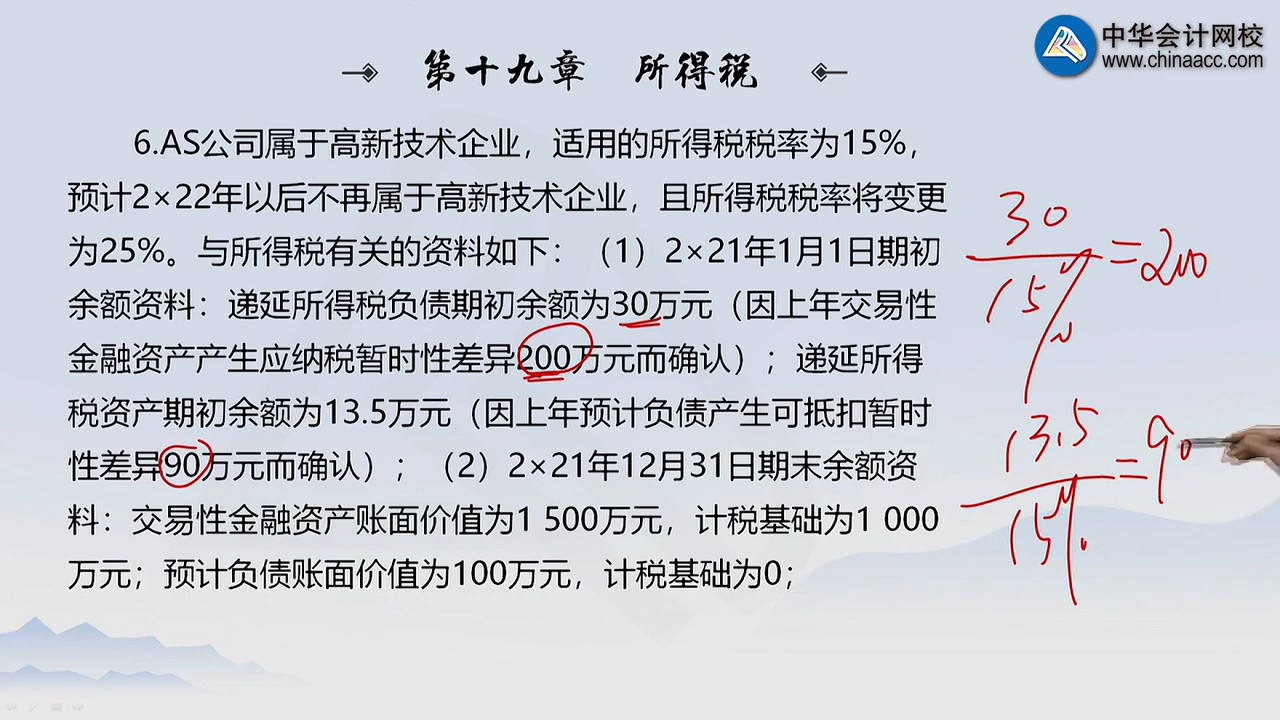 中华会计网校
www.chinaacc.com
第十九章 所得税
6.AS公司属于高新技术企业，适用的所得税税率为15%，
预计2×22年以后不再属于高新技术企业，且所得税税率将变更
为25%。与所得税有关的资料如下：（1）2×21年1月1日期初
余额资料：递延所得税负债期初余额为30万元（因上年交易性
金融资产产生应纳税暂时性差异200万元而确认）；递延所得
税资产期初余额为13.5万元（因上年预计负债产生可抵扣暂时
性差异90万元而确认）；（2）2×21年12月31日期末余额资
料：交易性金融资产账面价值为1 500万元，计税基础为1 000
万元；预计负债账面价值为100万元，计税基础为0；
30
15%
=200
13.5
15%
=90